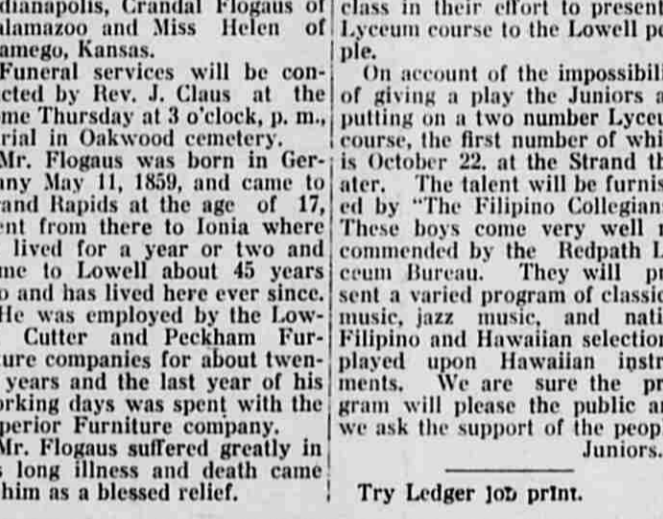 dianapolis, Crandal Flogaus of
alamazoo and Miss Helen of
amego, Kansas.
Funeral services will be con-
cted by Rev. J. Claus at the
me Thursday at 3 o'clock, p. m.,
rial in Oakwood cemetery.
Mr. Flogaus was born in Ger-
any May 11, 1859, and came to
and Rapids at the age of 17,
ent from there to Ionia where
lived for a year or two and
me to Lowell about 45 years
o and has lived here ever since.
He was employed by the Low-
Cutter and Peckham Fur-
ure companies for about twen-
years and the last year of his
orking days was spent with the
perior Furniture company.
Mr. Flogaus suffered greatly in
s long illness and death came
him as a blessed relief.
class in their effort to present
Lyceum course to the Lowell pe
ple.
On account of the impossibili
of giving a play the Juniors a
putting on a two number Lyceu
course, the first number of whi
is October 22. at the Strand th
ater. The talent will be furnis
ed by "The Filipino Collegian
These boys come very well r
commended by the Redpath L
ceum Bureau. They will pr
sent a varied program of classic
music, jazz music, and nati
Filipino and Hawaiian selection
played upon Hawaiian instr
ments. We are sure the pr
gram will please the public a
we ask the support of the peop
Juniors.
Try Ledger job print.